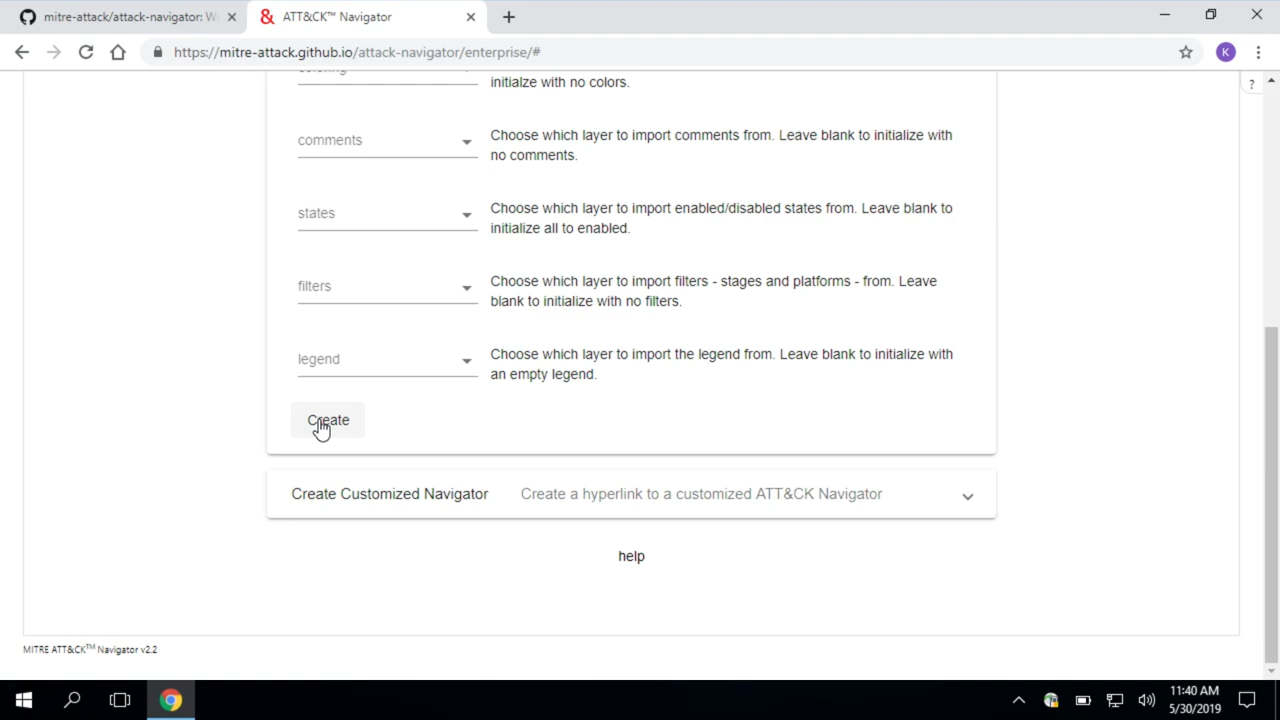 mitre-attack/attack-navigator: W
& ATT&CK™ Navigator
https://mitre-attack.github.io/attack-navigator/enterprise/#
K
?
initialze with no colors.
comments
Choose which layer to import comments from. Leave blank to initialize with
no comments.
states
Choose which layer to import enabled/disabled states from. Leave blank to
initialize all to enabled.
filters
Choose which layer to import filters - stages and platforms - from. Leave
blank to initialize with no filters.
legend
Choose which layer to import the legend from. Leave blank to initialize with
an empty legend.
Create
Create Customized Navigator
Create a hyperlink to a customized ATT&CK Navigator
help
MITRE ATT&CK™ Navigator v2.2
11:40 AM
5/30/2019